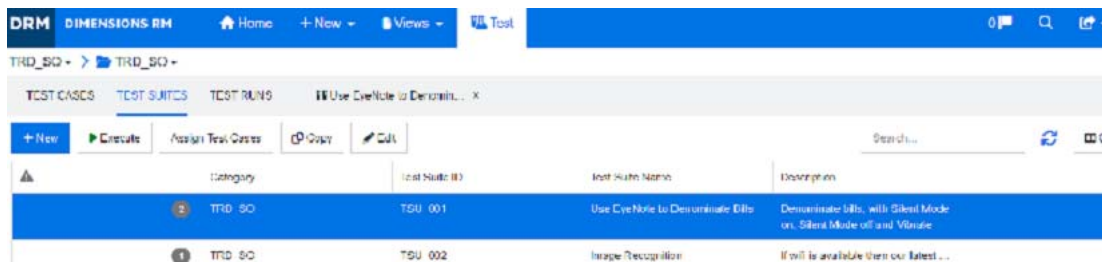 DRM DIMENSIONS RM Home + New Views Test 0
TRD_SO > TRD_SO
TEST CASES TEST SUITES TEST RUNS Use EyeNote to Denomin... x
+ New Execute Assign Test Cases Copy Edit Search...
Category Test Suite ID Test Suite Name Description
2 TRD_SO TSU_001 Use EyeNote to Denominate Bills Denominate bills, with Silent Mode
on, Silent Mode off and Vibrate
1 TRD_SO TSU_002 Image Recognition If wifi is available then our latest ...